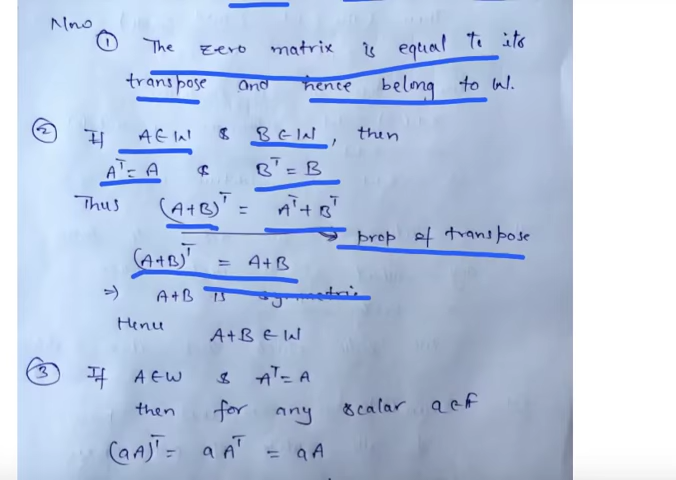 Now
① The zero matrix is equal to its
transpose and hence belong to W.
② If A∈W & B∈W, then
Aᵀ = A & Bᵀ = B
Thus (A+B)ᵀ = Aᵀ + Bᵀ
→ prop of transpose
(A+B)ᵀ = A+B
⇒ A+B is symmetric
Hence A+B ∈ W
③ If A∈W & Aᵀ = A
then for any scalar a∈F
(aA)ᵀ = a Aᵀ = aA